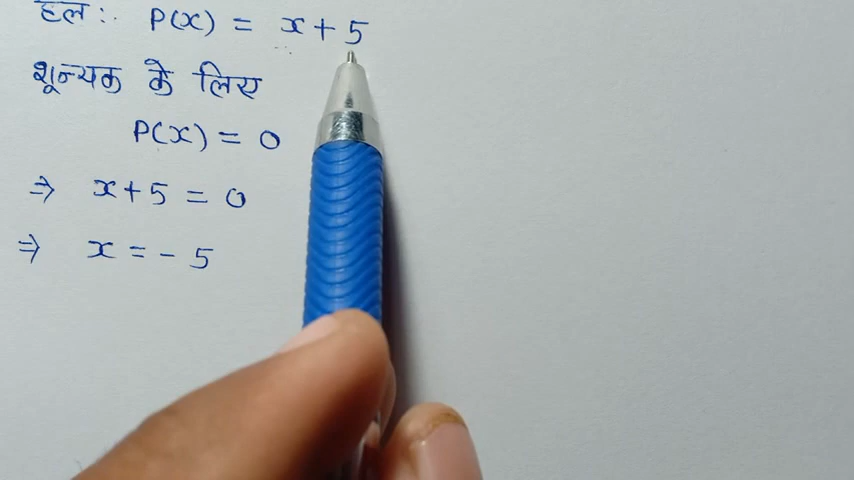 हल:. P(x) = x + 5
शून्यक के लिए
P(x) = 0
⇒ x + 5 = 0
⇒ x = - 5